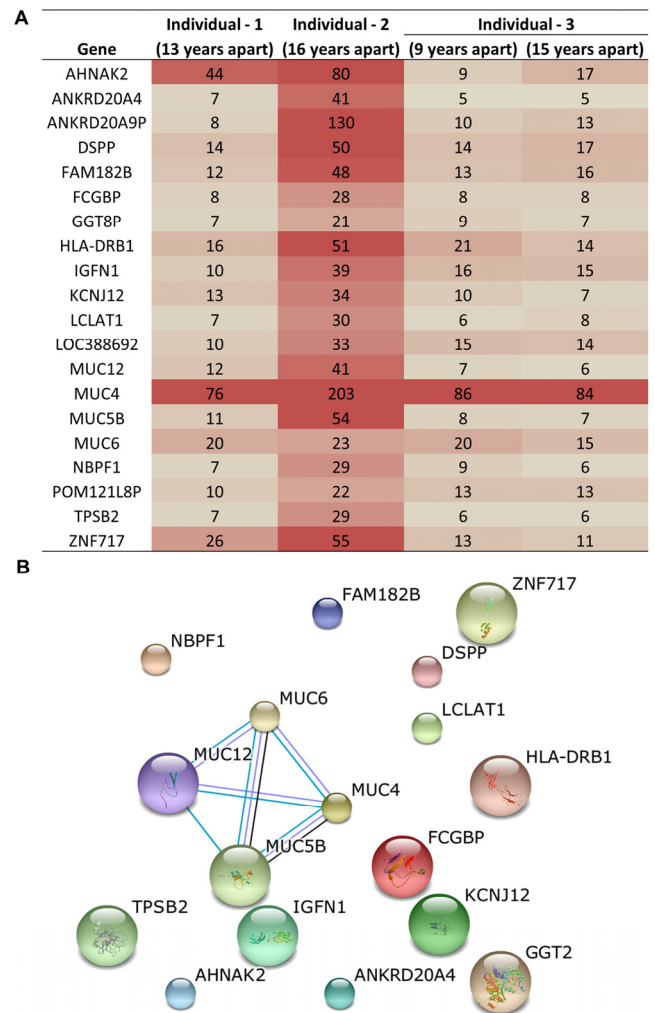 A
Individual - 1 Individual - 2 Individual - 3
Gene (13 years apart) (16 years apart) (9 years apart) (15 years apart)
AHNAK2 44 80 9 17
ANKRD20A4 7 41 5 5
ANKRD20A9P 8 130 10 13
DSPP 14 50 14 17
FAM182B 12 48 13 16
FCGBP 8 28 8 8
GGT8P 7 21 9 7
HLA-DRB1 16 51 21 14
IGFN1 10 39 16 15
KCNJ12 13 34 10 7
LCLAT1 7 30 6 8
LOC388692 10 33 15 14
MUC12 12 41 7 6
MUC4 76 203 86 84
MUC5B 11 54 8 7
MUC6 20 23 20 15
NBPF1 7 29 9 6
POM121L8P 10 22 13 13
TPSB2 7 29 6 6
ZNF717 26 55 13 11
B
FAM182B
ZNF717
NBPF1
DSPP
MUC6
LCLAT1
MUC12
HLA-DRB1
MUC4
MUC5B
FCGBP
KCNJ12
TPSB2
IGFN1
GGT2
AHNAK2
ANKRD20A4